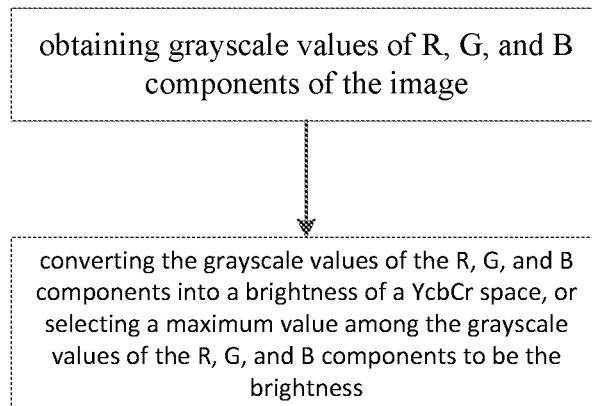 obtaining grayscale values of R, G, and B
components of the image
converting the grayscale values of the R, G, and B
components into a brightness of a YcbCr space, or
selecting a maximum value among the grayscale
values of the R, G, and B components to be the
brightness